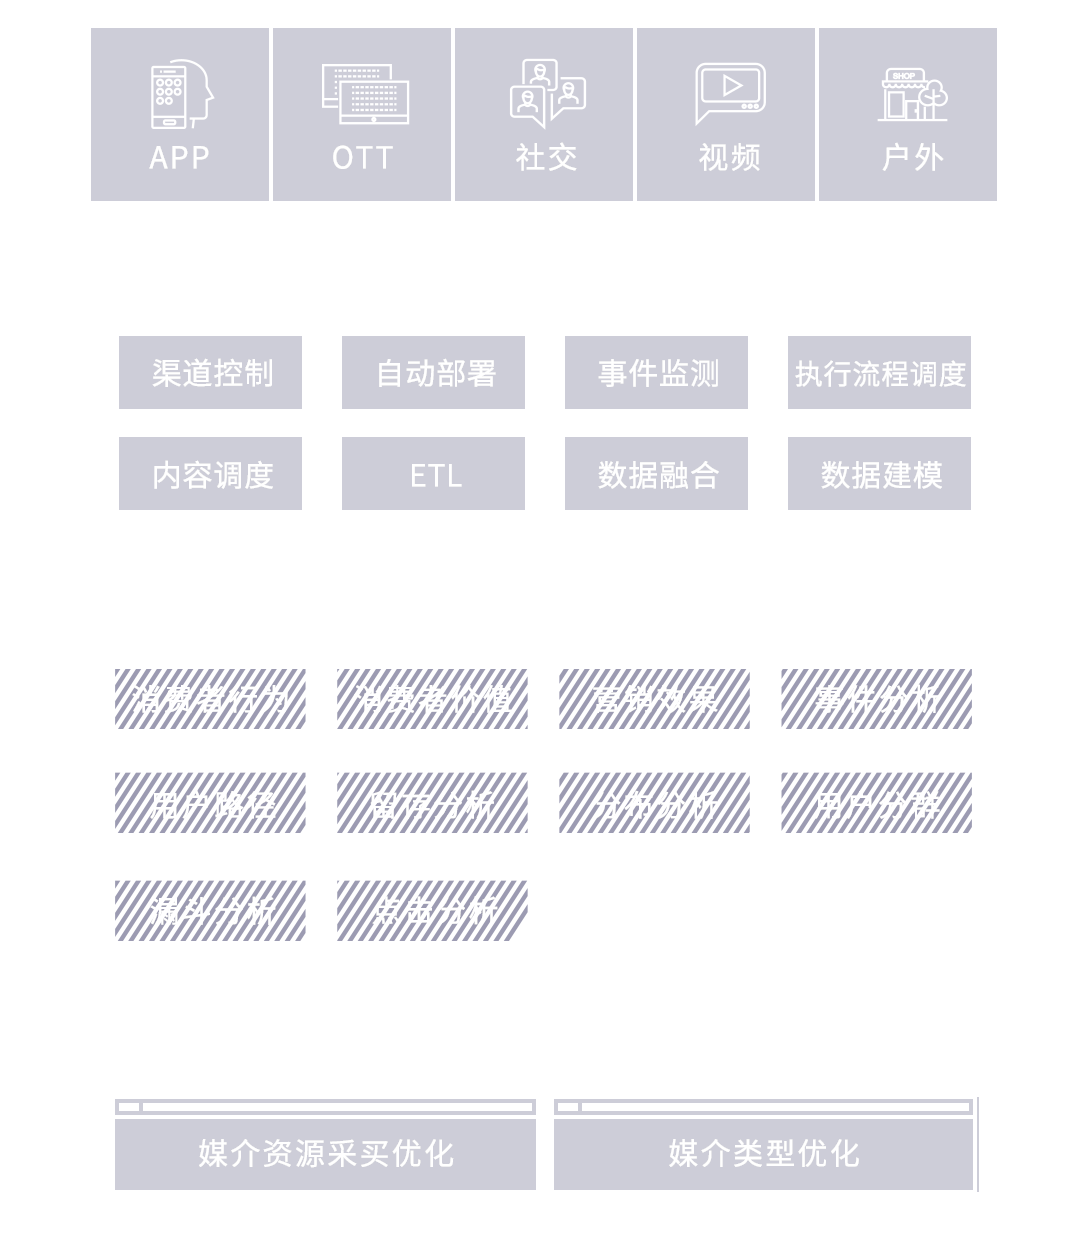 SHOP
APP OTT 社交 视频 户外
渠道控制 自动部署 事件监测 执行流程调度
内容调度 ETL 数据融合 数据建模
消费者行为 消费者价值 营销效果 事件分析
用户路径 留存分析 分布分析 用户分群
漏斗分析 点击分析
媒介资源采买优化 媒介类型优化